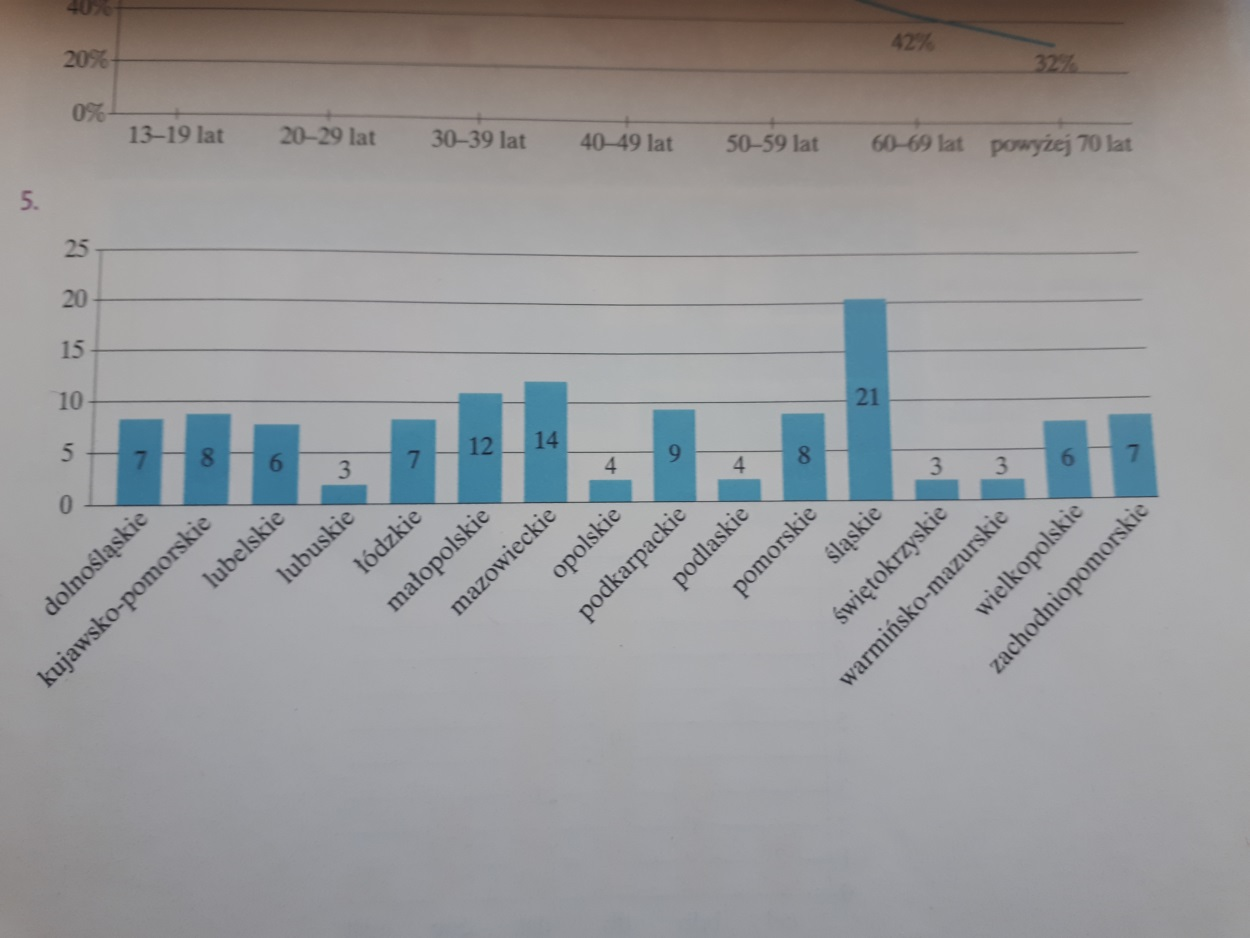 40%
42%
20%
32%
0%
13–19 lat 20–29 lat 30–39 lat 40–49 lat 50–59 lat 60–69 lat powyżej 70 lat
5.
25
20
15
10
5
0
7 8 6 3 7 12 14 4 9 4 8 21 3 3 6 7
dolnośląskie
kujawsko-pomorskie
lubelskie
lubuskie
łódzkie
małopolskie
mazowieckie
opolskie
podkarpackie
podlaskie
pomorskie
śląskie
świętokrzyskie
warmińsko-mazurskie
wielkopolskie
zachodniopomorskie